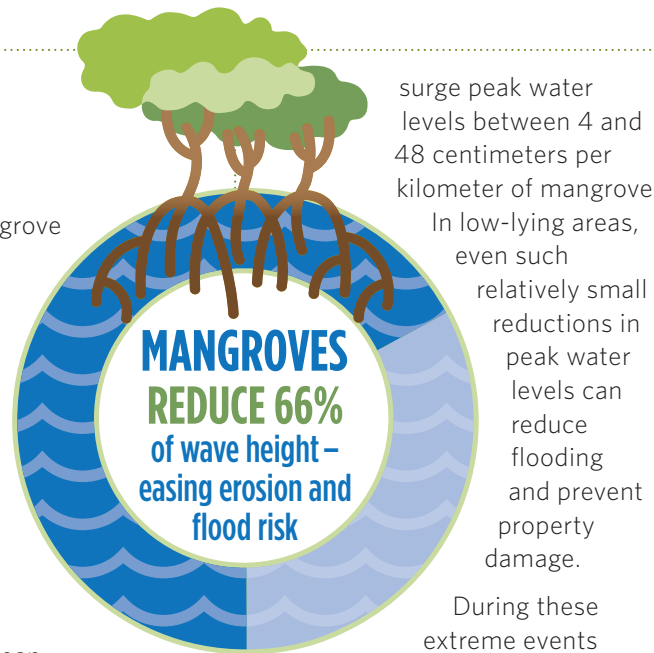 grove
MANGROVES
REDUCE 66%
of wave height –
easing erosion and
flood risk
surge peak water
levels between 4 and
48 centimeters per
kilometer of mangrove
In low-lying areas,
even such
relatively small
reductions in
peak water
levels can
reduce
flooding
and prevent
property
damage.
During these
extreme events